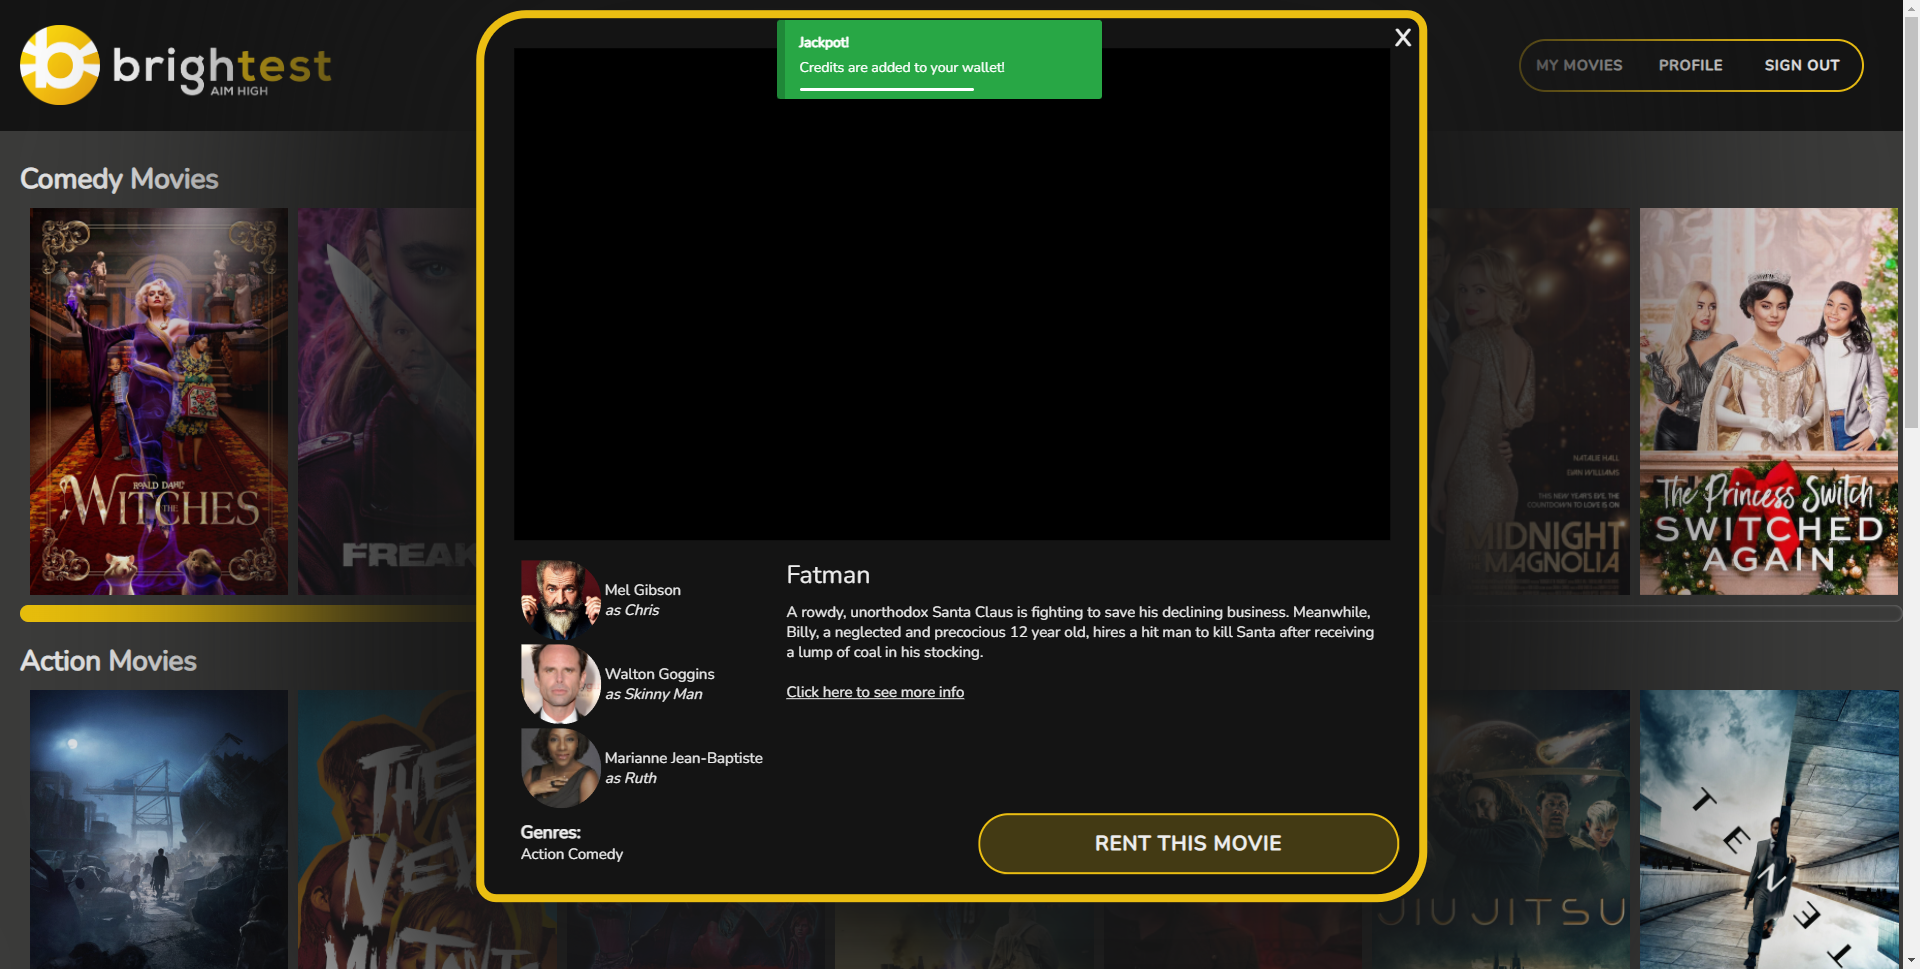 brightest
AIM HIGH
Jackpot!
Credits are added to your wallet!
X
MY MOVIES
PROFILE
SIGN OUT
Comedy Movies
ROALD DAHL'S
THE
WITCHES
FREAK
NATALIE HALL
EVAN WILLIAMS
THIS NEW YEAR'S EVE, THE
COUNTDOWN TO LOVE IS ON
MIDNIGHT
MAGNOLIA
The Princess Switch
SWITCHED
AGAIN
Mel Gibson
as Chris
Walton Goggins
as Skinny Man
Marianne Jean-Baptiste
as Ruth
Genres:
Action Comedy
Fatman
A rowdy, unorthodox Santa Claus is fighting to save his declining business. Meanwhile,
Billy, a neglected and precocious 12 year old, hires a hit man to kill Santa after receiving
a lump of coal in his stocking.
Click here to see more info
RENT THIS MOVIE
Action Movies
THE
NEW
MUTANTS
JIU JITSU
TENET